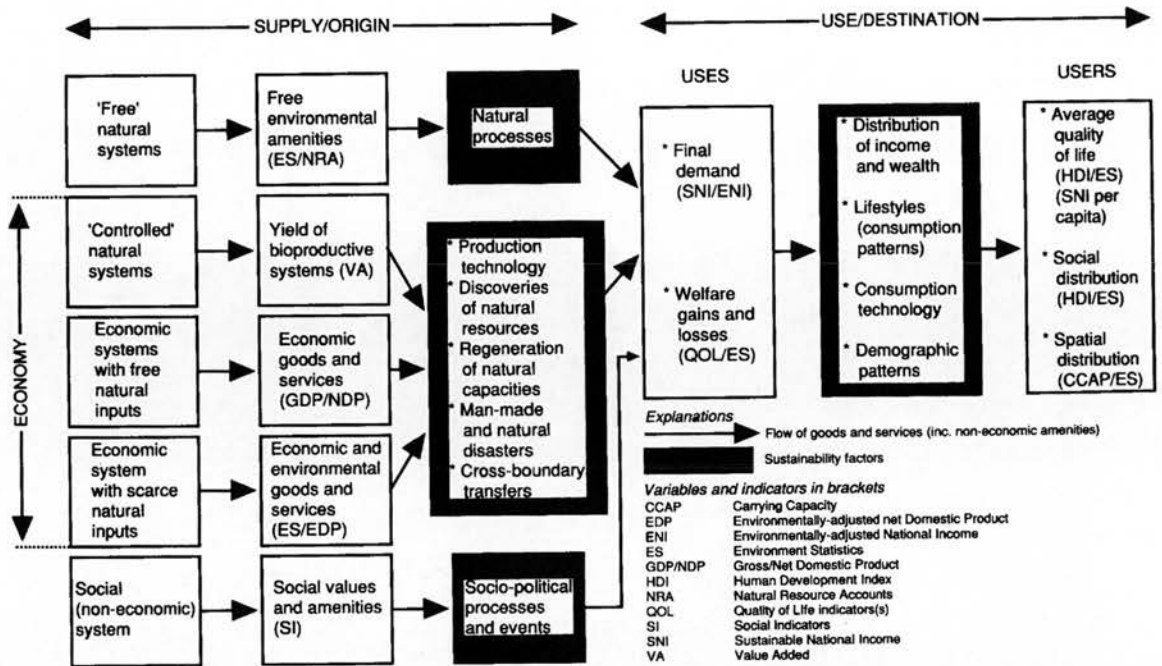 SUPPLY/ORIGIN
USE/DESTINATION
'Free'
natural
systems
Free
environmental
amenities
(ES/NRA)
Natural
processes
ECONOMY
'Controlled'
natural
systems
Yield of
bioproductive
systems (VA)
Economic
systems with
free natural
inputs
Economic
goods and
services
(GDP/NDP)
Economic
system
with scarce
natural
inputs
Economic and
environmental
goods and
services
(ES/EDP)
* Production
technology
* Discoveries
of natural
resources
* Regeneration
of natural
capacities
* Man-made
and natural
disasters
* Cross-boundary
transfers
Social
(non-economic)
system
Social values
and amenities
(SI)
Socio-political
processes
and events
USES
* Final
demand
(SNI/ENI)
* Welfare
gains and
losses
(QOL/ES)
* Distribution
of income
and wealth
* Lifestyles
(consumption
patterns)
* Consumption
technology
* Demographic
patterns
USERS
* Average
quality
of life
(HDI/ES)
(SNI per
capita)
* Social
distribution
(HDI/ES)
* Spatial
distribution
(CCAP/ES)
Explanations
Flow of goods and services (inc. non-economic amenities)
Sustainability factors
Variables and indicators in brackets
CCAP Carrying Capacity
EDP Environmentally-adjusted net Domestic Product
ENI Environmentally-adjusted National Income
ES Environment Statistics
GDP/NDP Gross/Net Domestic Product
HDI Human Development Index
NRA Natural Resource Accounts
QOL Quality of Life indicators(s)
SI Social Indicators
SNI Sustainable National Income
VA Value Added